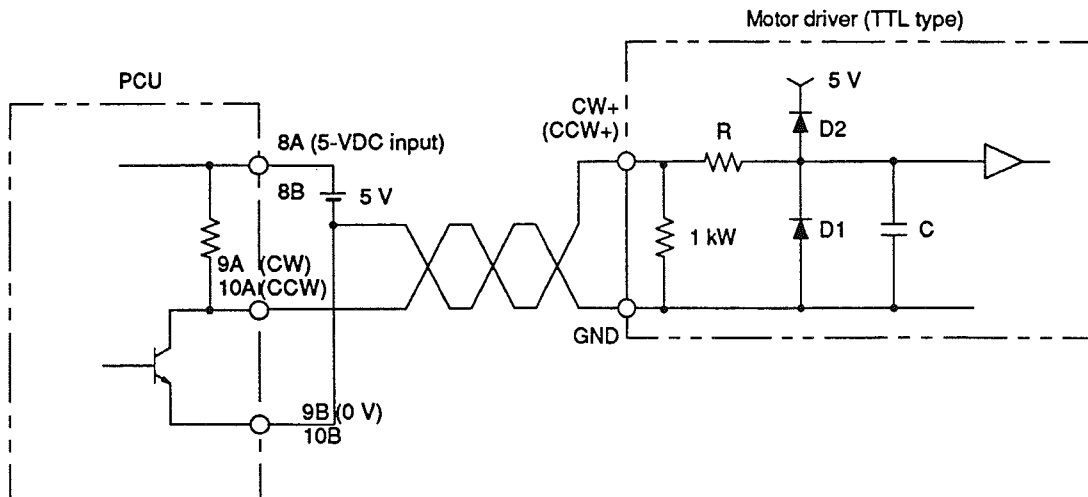 Motor driver (TTL type)
PCU
5 V
CW+
(CCW+)
R
D2
8A (5-VDC input)
8B
5 V
1 kW
D1
C
9A (CW)
10A (CCW)
GND
9B (0 V)
10B